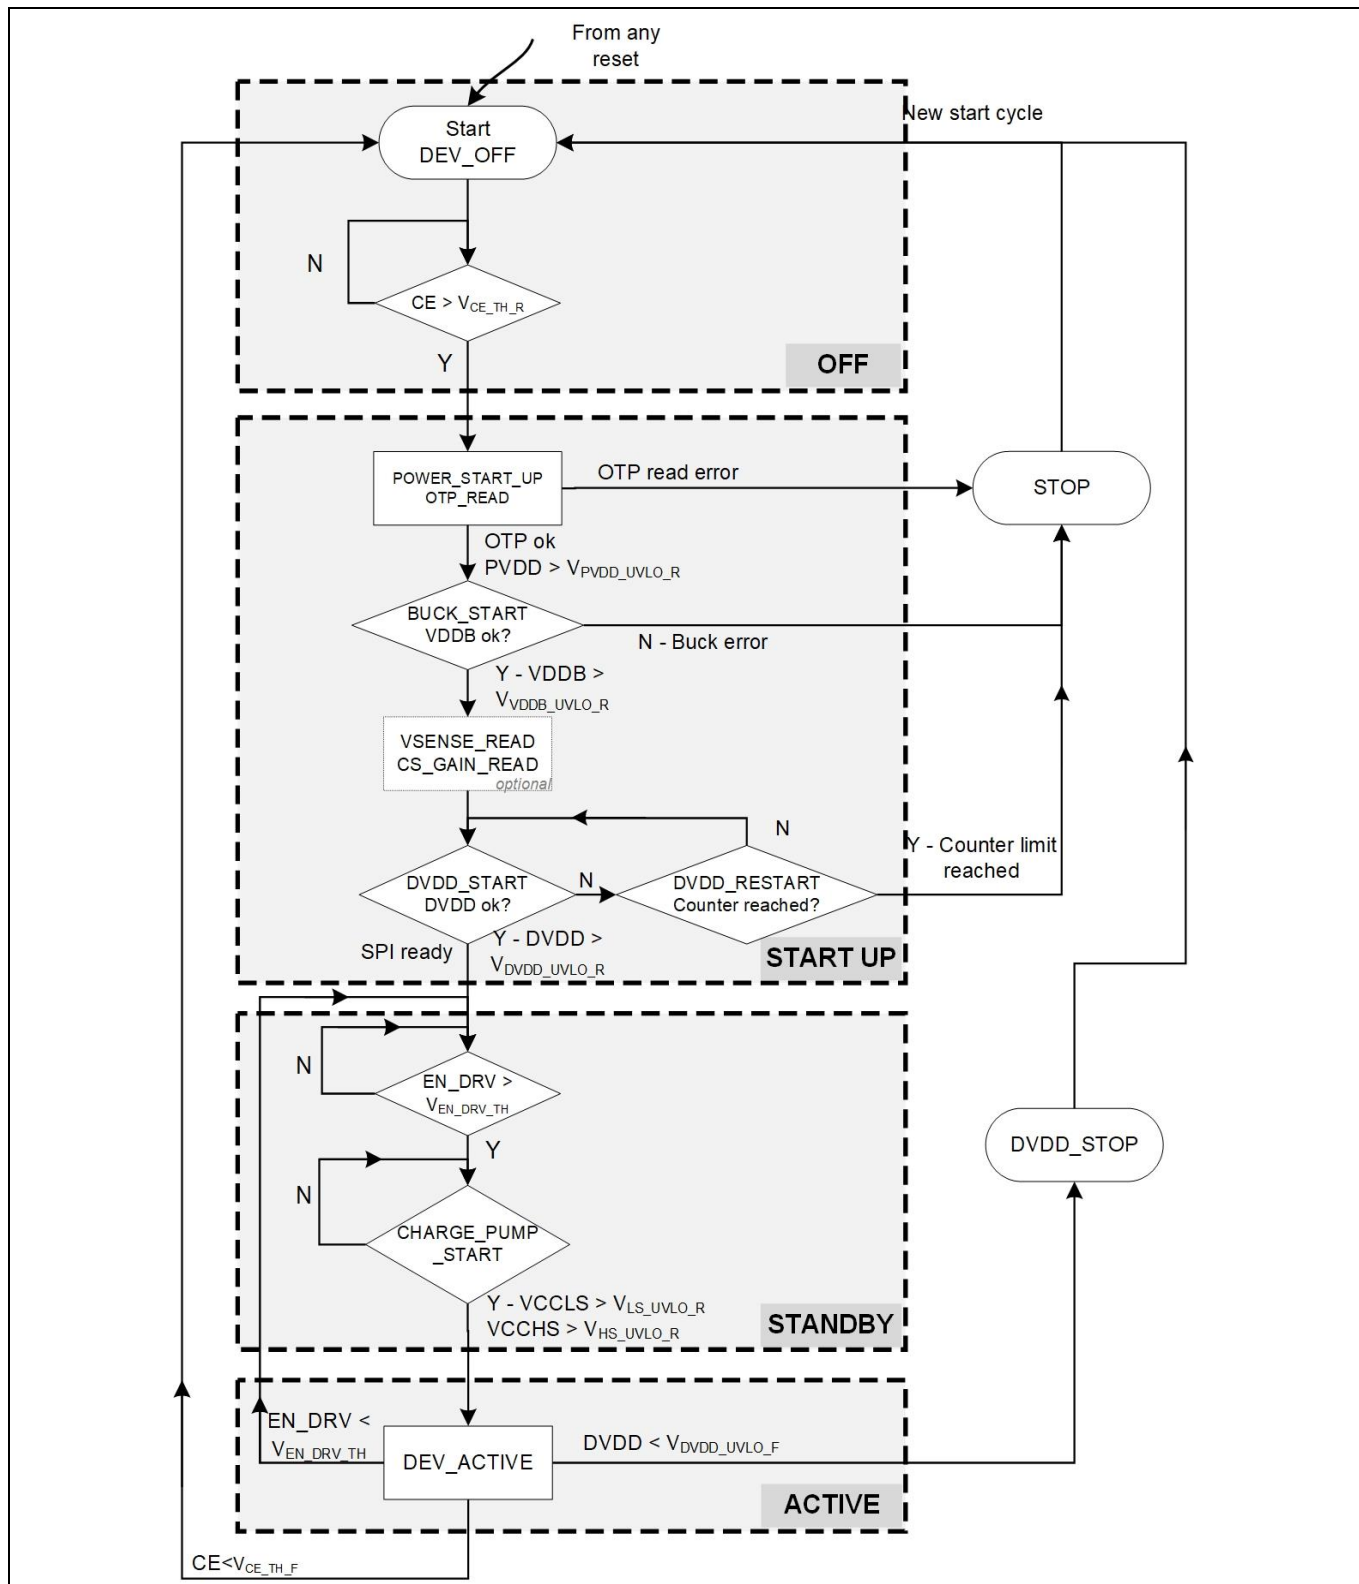 From any
reset
New start cycle
Start
DEV_OFF
N
CE > VCE_TH_R
Y
OFF
POWER_START_UP
OTP_READ
OTP read error
STOP
OTP ok
PVDD > VPVDD_UVLO_R
BUCK_START
VDDB ok?
N - Buck error
Y - VDDB >
VVDDB_UVLO_R
VSENSE_READ
CS_GAIN_READ
optional
N
Y - Counter limit
reached
DVDD_START
DVDD ok?
N
DVDD_RESTART
Counter reached?
SPI ready
Y - DVDD >
VDVDD_UVLO_R
START UP
N
EN_DRV >
VEN_DRV_TH
Y
DVDD_STOP
N
CHARGE_PUMP
_START
Y - VCCLS > VLS_UVLO_R
VCCHS > VHS_UVLO_R
STANDBY
EN_DRV <
VEN_DRV_TH
DEV_ACTIVE
DVDD < VDVDD_UVLO_F
ACTIVE
CE<VCE_TH_F